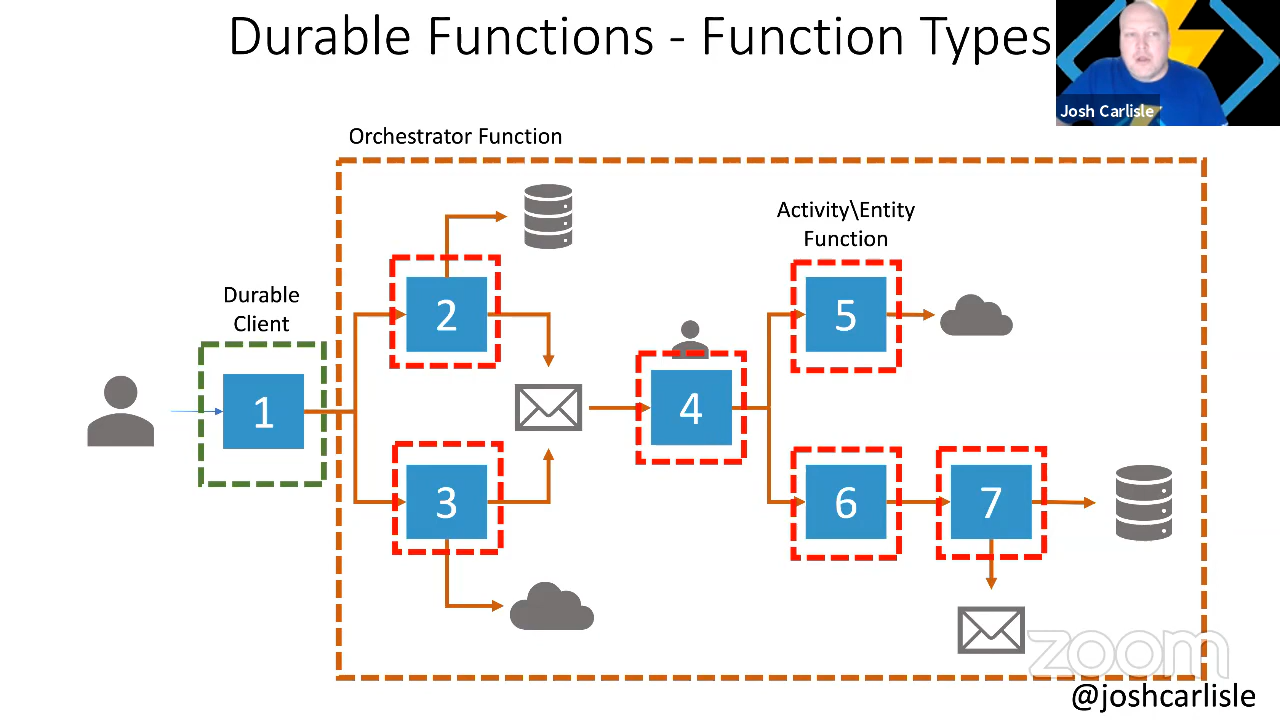 Durable Functions - Function Types
Josh Carlisle
Orchestrator Function
Activity\Entity
Function
Durable
Client
1
2
3
4
5
6
7
zoom
@joshcarlisle